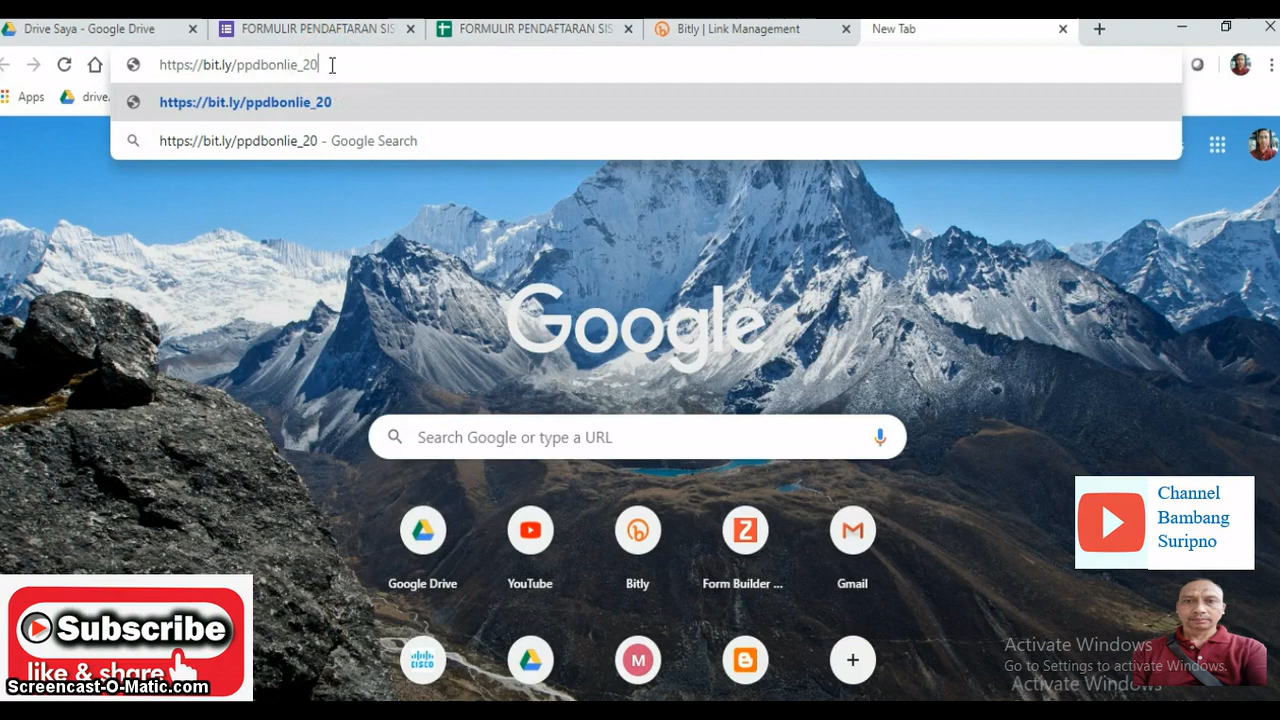 Drive Saya - Google Drive
FORMULIR PENDAFTARAN SIS
FORMULIR PENDAFTARAN SIS
Bitly | Link Management
New Tab
https://bit.ly/ppdbonlie_20
Apps
drive.
https://bit.ly/ppdbonlie_20
https://bit.ly/ppdbonlie_20 - Google Search
Google
Search Google or type a URL
Google Drive
YouTube
Bitly
Form Builder ...
Gmail
CISCO
M
Channel
Bambang
Suripno
Subscribe
like & share
Screencast-O-Matic.com
Activate Windows
Go to Settings to activate Windows.
Activate Windows